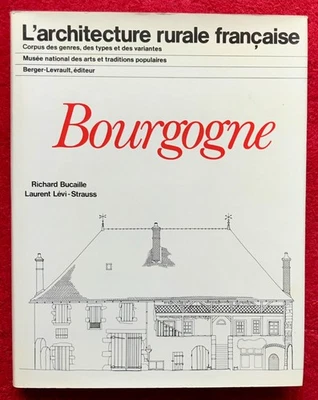 L'architecture rurale française
Corpus des genres, des types et des variantes
Musée national des arts et traditions populaires
Berger-Levrault, éditeur
Bourgogne
Richard Bucaille
Laurent Lévi-Strauss